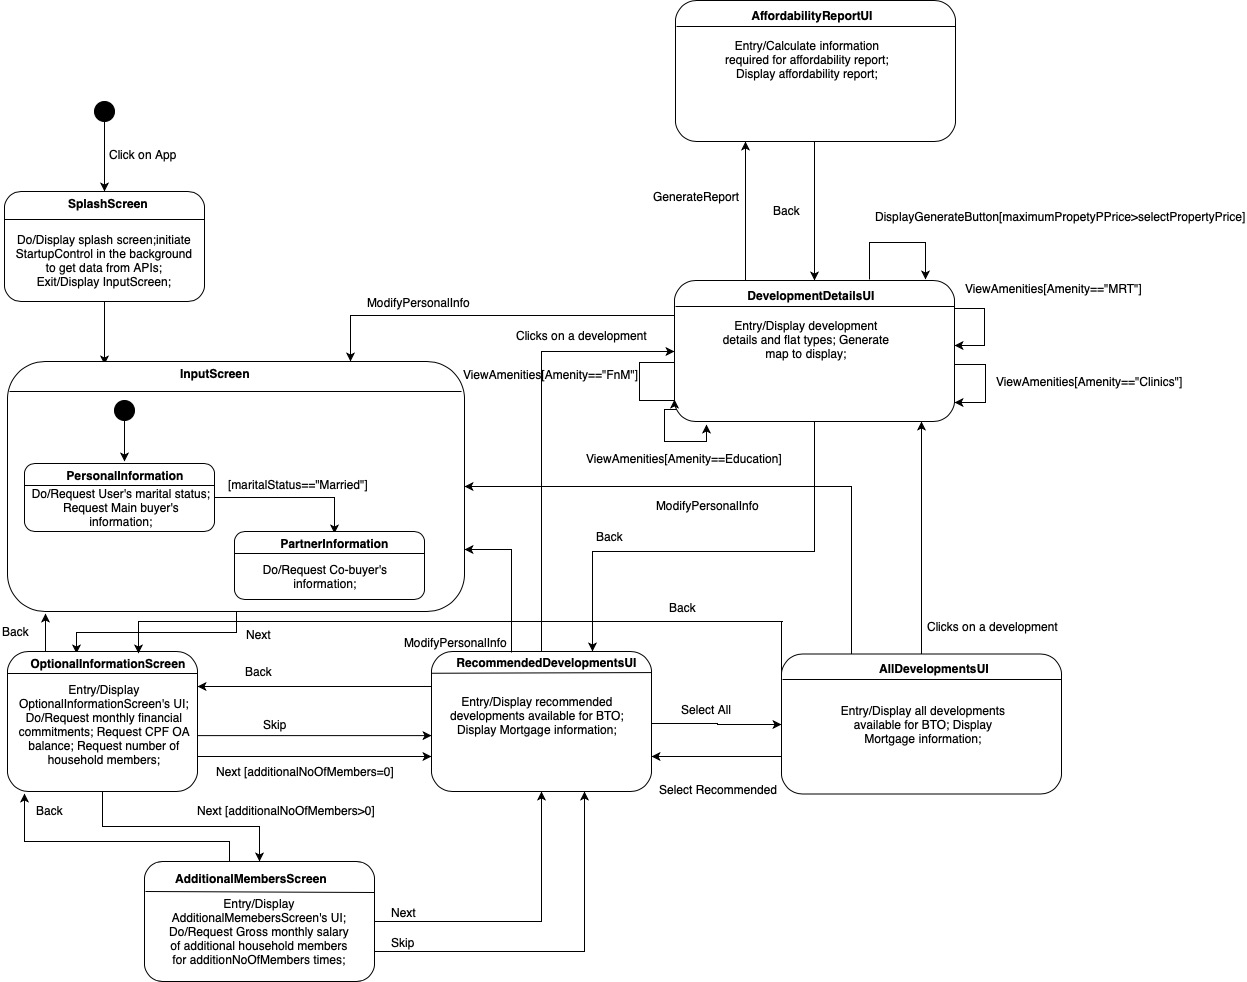 AffordabilityReportUI
Entry/Calculate information
required for affordability report;
Display affordability report;
Click on App
GenerateReport
Back
SplashScreen
Do/Display splash screen;initiate
StartupControl in the background
to get data from APIs;
Exit/Display InputScreen;
DisplayGenerateButton[maximumPropetyPPrice>selectPropertyPrice]
ModifyPersonalInfo
DevelopmentDetailsUI
Entry/Display development
details and flat types; Generate
map to display;
ViewAmenities[Amenity=="MRT"]
Clicks on a development
ViewAmenities[Amenity=="FnM"]
ViewAmenities[Amenity=="Clinics"]
ViewAmenities[Amenity==Education]
InputScreen
PersonalInformation
Do/Request User's marital status;
Request Main buyer's
information;
[maritalStatus=="Married"]
PartnerInformation
Do/Request Co-buyer's
information;
ModifyPersonalInfo
Back
Back
Back
Next
ModifyPersonalInfo
Clicks on a development
OptionalInformationScreen
Entry/Display
OptionalInformationScreen's UI;
Do/Request monthly financial
commitments; Request CPF OA
balance; Request number of
household members;
Back
Skip
Next [additionalNoOfMembers=0]
RecommendedDevelopmentsUI
Entry/Display recommended
developments available for BTO;
Display Mortgage information;
Select All
Select Recommended
AllDevelopmentsUI
Entry/Display all developments
available for BTO; Display
Mortgage information;
Back
Next [additionalNoOfMembers>0]
AdditionalMembersScreen
Entry/Display
AdditionalMemebersScreen's UI;
Do/Request Gross monthly salary
of additional household members
for additionNoOfMembers times;
Next
Skip